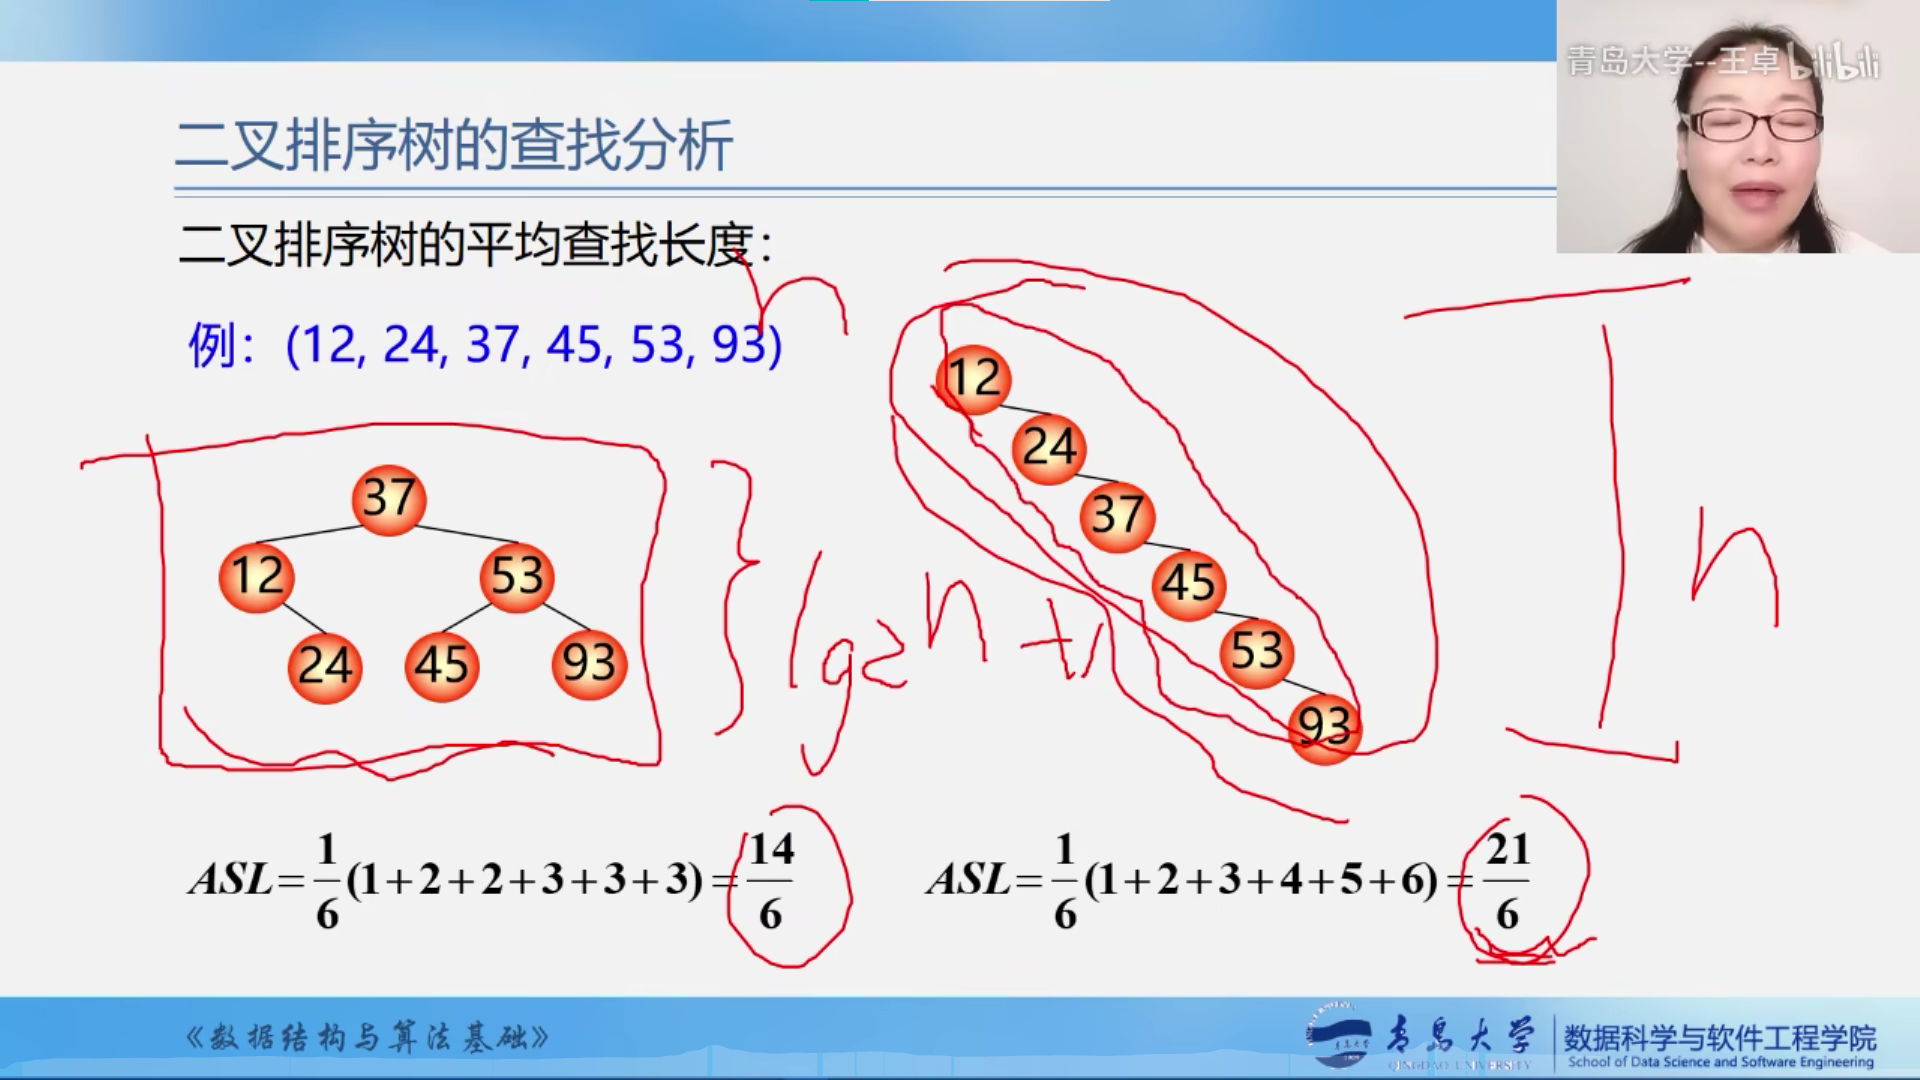 青岛大学--王卓 bilibili
二叉排序树的查找分析
二叉排序树的平均查找长度：
例：(12, 24, 37, 45, 53, 93)
n
37
12
53
24
45
93
lg2n+1
12
24
37
45
53
93
n
ASL=1/6(1+2+2+3+3+3)=14/6
ASL=1/6(1+2+3+4+5+6)=21/6
《数据结构与算法基础》
青岛大学
QINGDAO UNIVERSITY
数据科学与软件工程学院
School of Data Science and Software Engineering